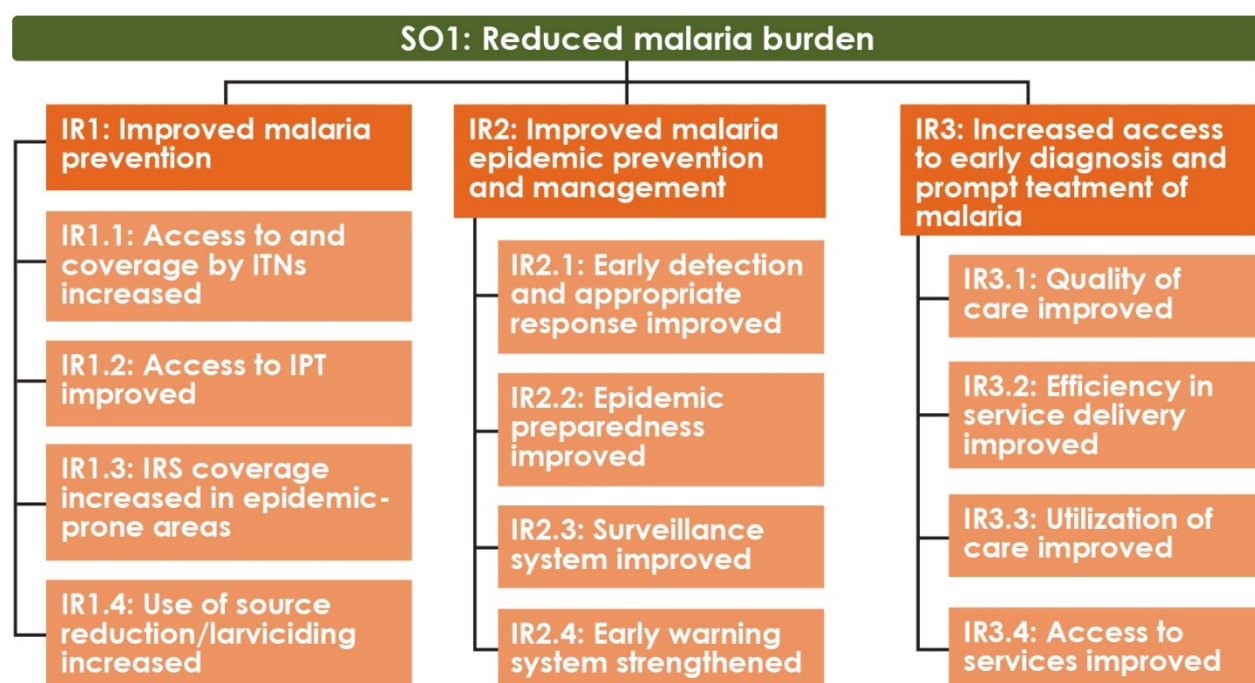 SO1: Reduced malaria burden
IR1: Improved malaria
prevention
IR1.1: Access to and
coverage by ITNs
increased
IR1.2: Access to IPT
improved
IR1.3: IRS coverage
increased in epidemic-
prone areas
IR1.4: Use of source
reduction/larviciding
increased
IR2: Improved malaria
epidemic prevention
and management
IR2.1: Early detection
and appropriate
response improved
IR2.2: Epidemic
preparedness
improved
IR2.3: Surveillance
system improved
IR2.4: Early warning
system strengthened
IR3: Increased access
to early diagnosis and
prompt teatment of
malaria
IR3.1: Quality of
care improved
IR3.2: Efficiency in
service delivery
improved
IR3.3: Utilization of
care improved
IR3.4: Access to
services improved